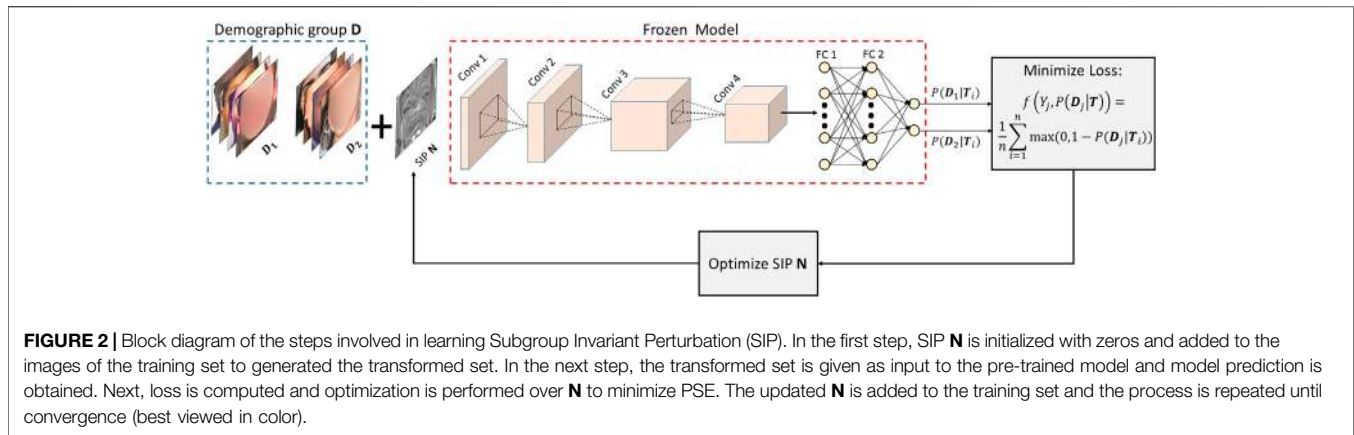 Demographic group D
Frozen Model
Conv 1
Conv 2
Conv 3
Conv 4
FC 1 FC 2
D₁
D₂
+
SIP N
P(D₁|Tᵢ)
P(D₂|Tᵢ)
Minimize Loss:
f(Yⱼ, P(Dⱼ|T)) =
1/n ∑ⁿᵢ₌₁ max(0,1 − P(Dⱼ|Tᵢ))
Optimize SIP N
FIGURE 2 | Block diagram of the steps involved in learning Subgroup Invariant Perturbation (SIP). In the first step, SIP N is initialized with zeros and added to the
images of the training set to generated the transformed set. In the next step, the transformed set is given as input to the pre-trained model and model prediction is
obtained. Next, loss is computed and optimization is performed over N to minimize PSE. The updated N is added to the training set and the process is repeated until
convergence (best viewed in color).